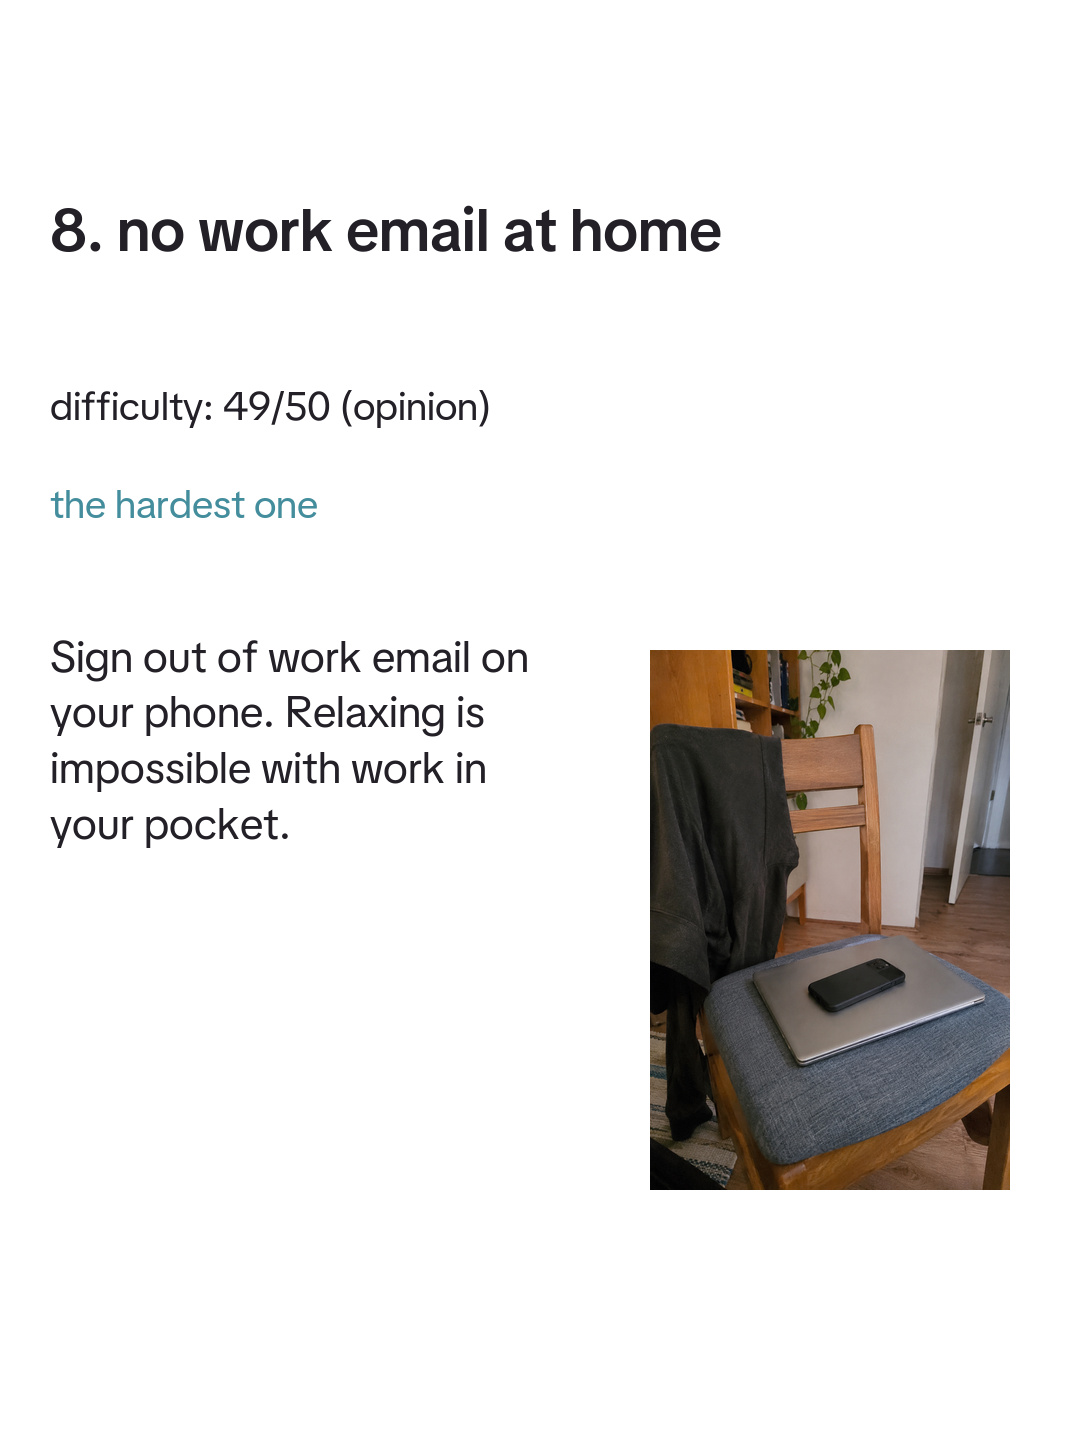 8. no work email at home
difficulty: 49/50 (opinion)
the hardest one
Sign out of work email on
your phone. Relaxing is
impossible with work in
your pocket.